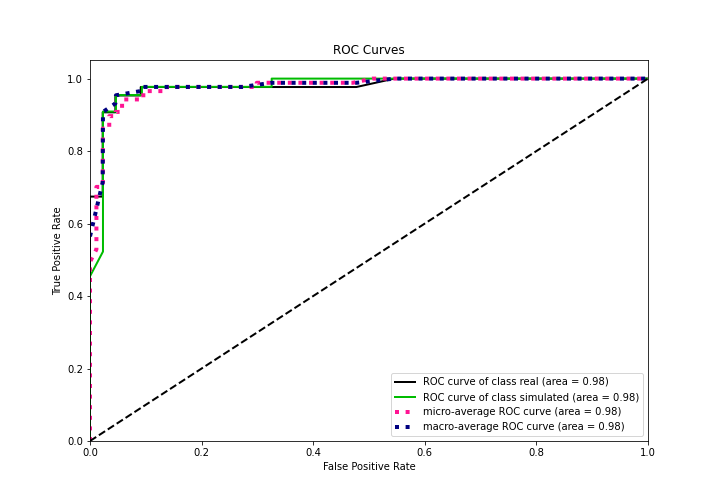 ROC Curves
True Positive Rate
1.0
0.8
0.6
0.4
0.2
0.0
0.0
0.2
0.4
0.6
0.8
1.0
False Positive Rate
ROC curve of class real (area = 0.98)
ROC curve of class simulated (area = 0.98)
micro-average ROC curve (area = 0.98)
macro-average ROC curve (area = 0.98)